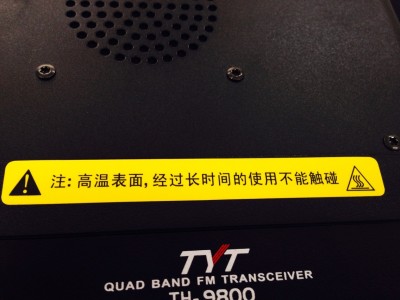 注: 高温表面, 经过长时间的使用不能触碰
TYT
QUAD BAND FM TRANSCEIVER
TH-9800